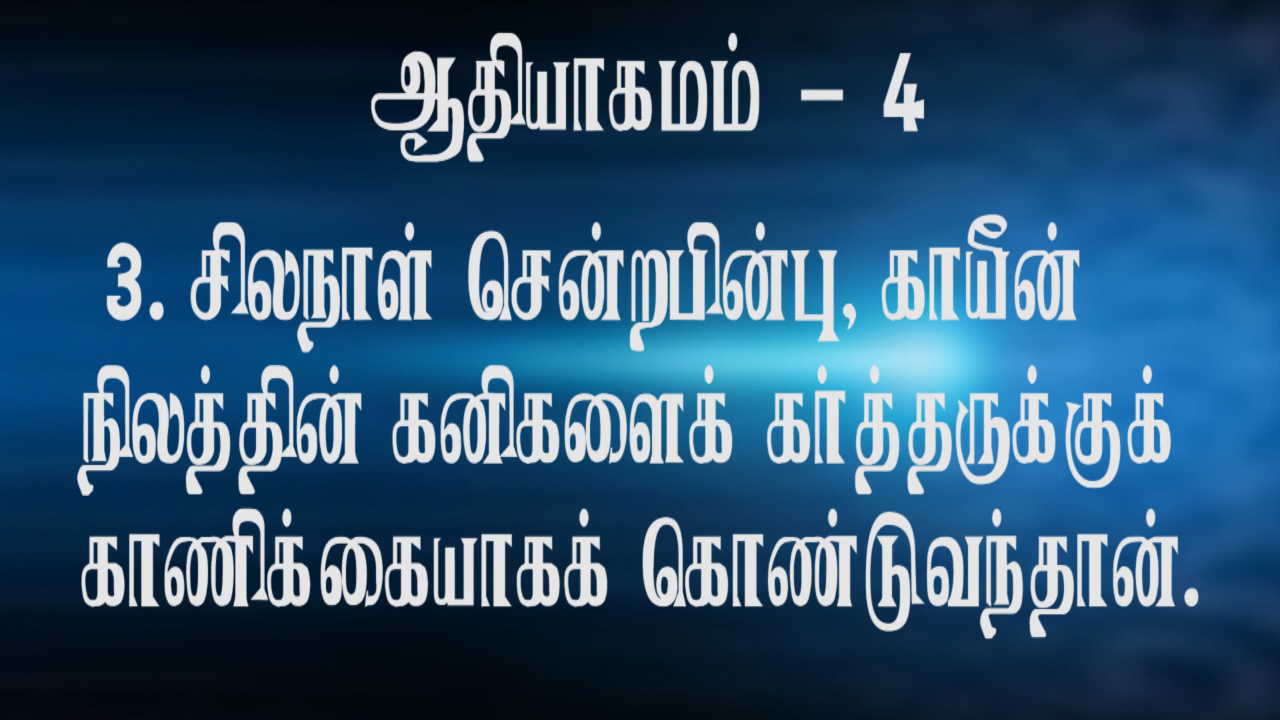 ஆதியாகமம் - 4
3. சிலநாள் சென்றபின்பு, காயீன்
நிலத்தின் கனிகளைக் கர்த்தருக்குக்
காணிக்கையாகக் கொண்டுவந்தான்.